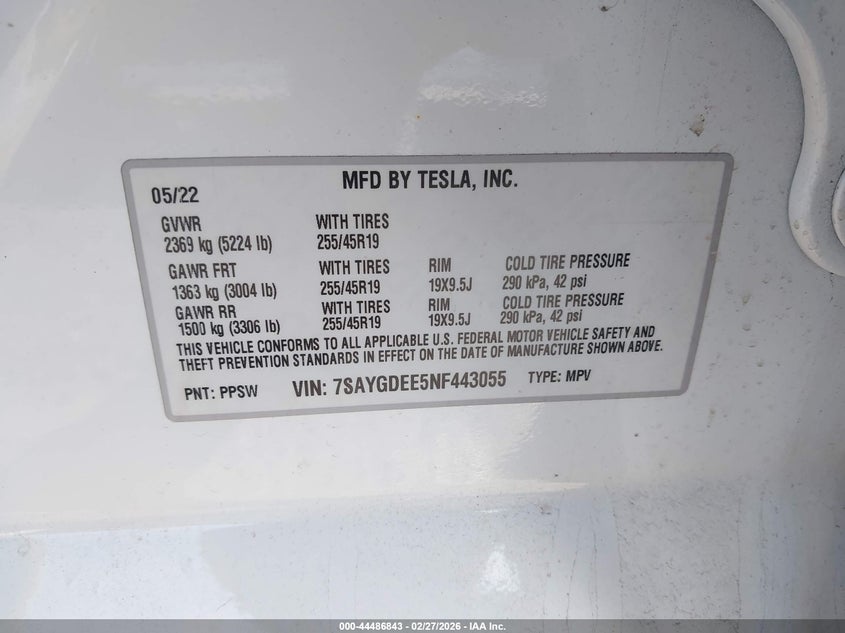 05/22 MFD BY TESLA, INC.
GVWR WITH TIRES
2369 kg (5224 lb) 255/45R19
GAWR FRT WITH TIRES RIM COLD TIRE PRESSURE
1363 kg (3004 lb) 255/45R19 19X9.5J 290 kPa, 42 psi
GAWR RR WITH TIRES RIM COLD TIRE PRESSURE
1500 kg (3306 lb) 255/45R19 19X9.5J 290 kPa, 42 psi
THIS VEHICLE CONFORMS TO ALL APPLICABLE U.S. FEDERAL MOTOR VEHICLE SAFETY AND
THEFT PREVENTION STANDARDS IN EFFECT ON THE DATE OF MANUFACTURE SHOWN ABOVE.
PNT: PPSW VIN: 7SAYGDEE5NF443055 TYPE: MPV
000-44486843 - 02/27/2026 - IAA Inc.